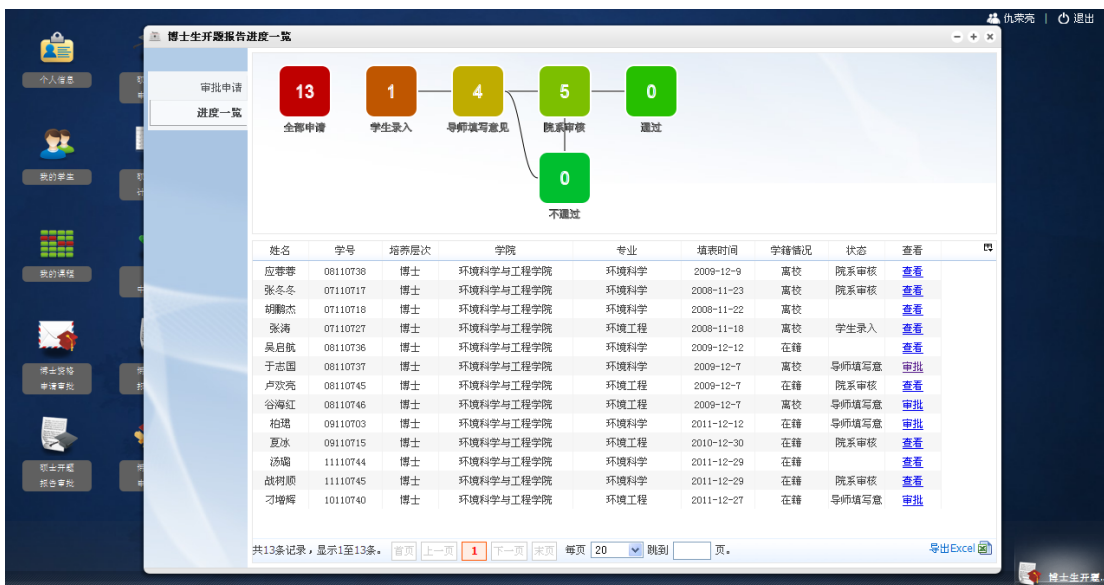 仇荣亮 | 退出
博士生开题报告进度一览
个人信息
我的学生
我的课程
博士资格
申请审批
硕士开题
报告审批
审批申请
进度一览
13 1 4 5 0
全部申请 学生录入 导师填写意见 院系审核 通过
0
不通过
姓名 学号 培养层次 学院 专业 填表时间 学籍情况 状态 查看
应蓉蓉 08110738 博士 环境科学与工程学院 环境科学 2009-12-9 离校 院系审核 查看
张冬冬 07110717 博士 环境科学与工程学院 环境科学 2008-11-23 离校 院系审核 查看
胡鹏杰 07110718 博士 环境科学与工程学院 环境科学 2008-11-22 离校 查看
张涛 07110727 博士 环境科学与工程学院 环境工程 2008-11-18 离校 学生录入 查看
吴启航 08110736 博士 环境科学与工程学院 环境科学 2009-12-12 在籍 查看
于志国 08110737 博士 环境科学与工程学院 环境科学 2009-12-7 离校 导师填写意 审批
卢欢亮 08110745 博士 环境科学与工程学院 环境工程 2009-12-7 在籍 院系审核 查看
谷海红 08110746 博士 环境科学与工程学院 环境工程 2009-12-7 离校 导师填写意 审批
柏珺 09110703 博士 环境科学与工程学院 环境科学 2011-12-12 在籍 导师填写意 审批
夏冰 09110715 博士 环境科学与工程学院 环境工程 2010-12-30 在籍 院系审核 查看
汤璐 11110744 博士 环境科学与工程学院 环境科学 2011-12-29 在籍 查看
战树顺 11110745 博士 环境科学与工程学院 环境科学 2011-12-29 在籍 院系审核 查看
刁增辉 10110740 博士 环境科学与工程学院 环境工程 2011-12-27 在籍 导师填写意 审批
共13条记录，显示1至13条。 首页 上一页 1 下一页 末页 每页 20 跳到 页。
导出Excel
博士生开题